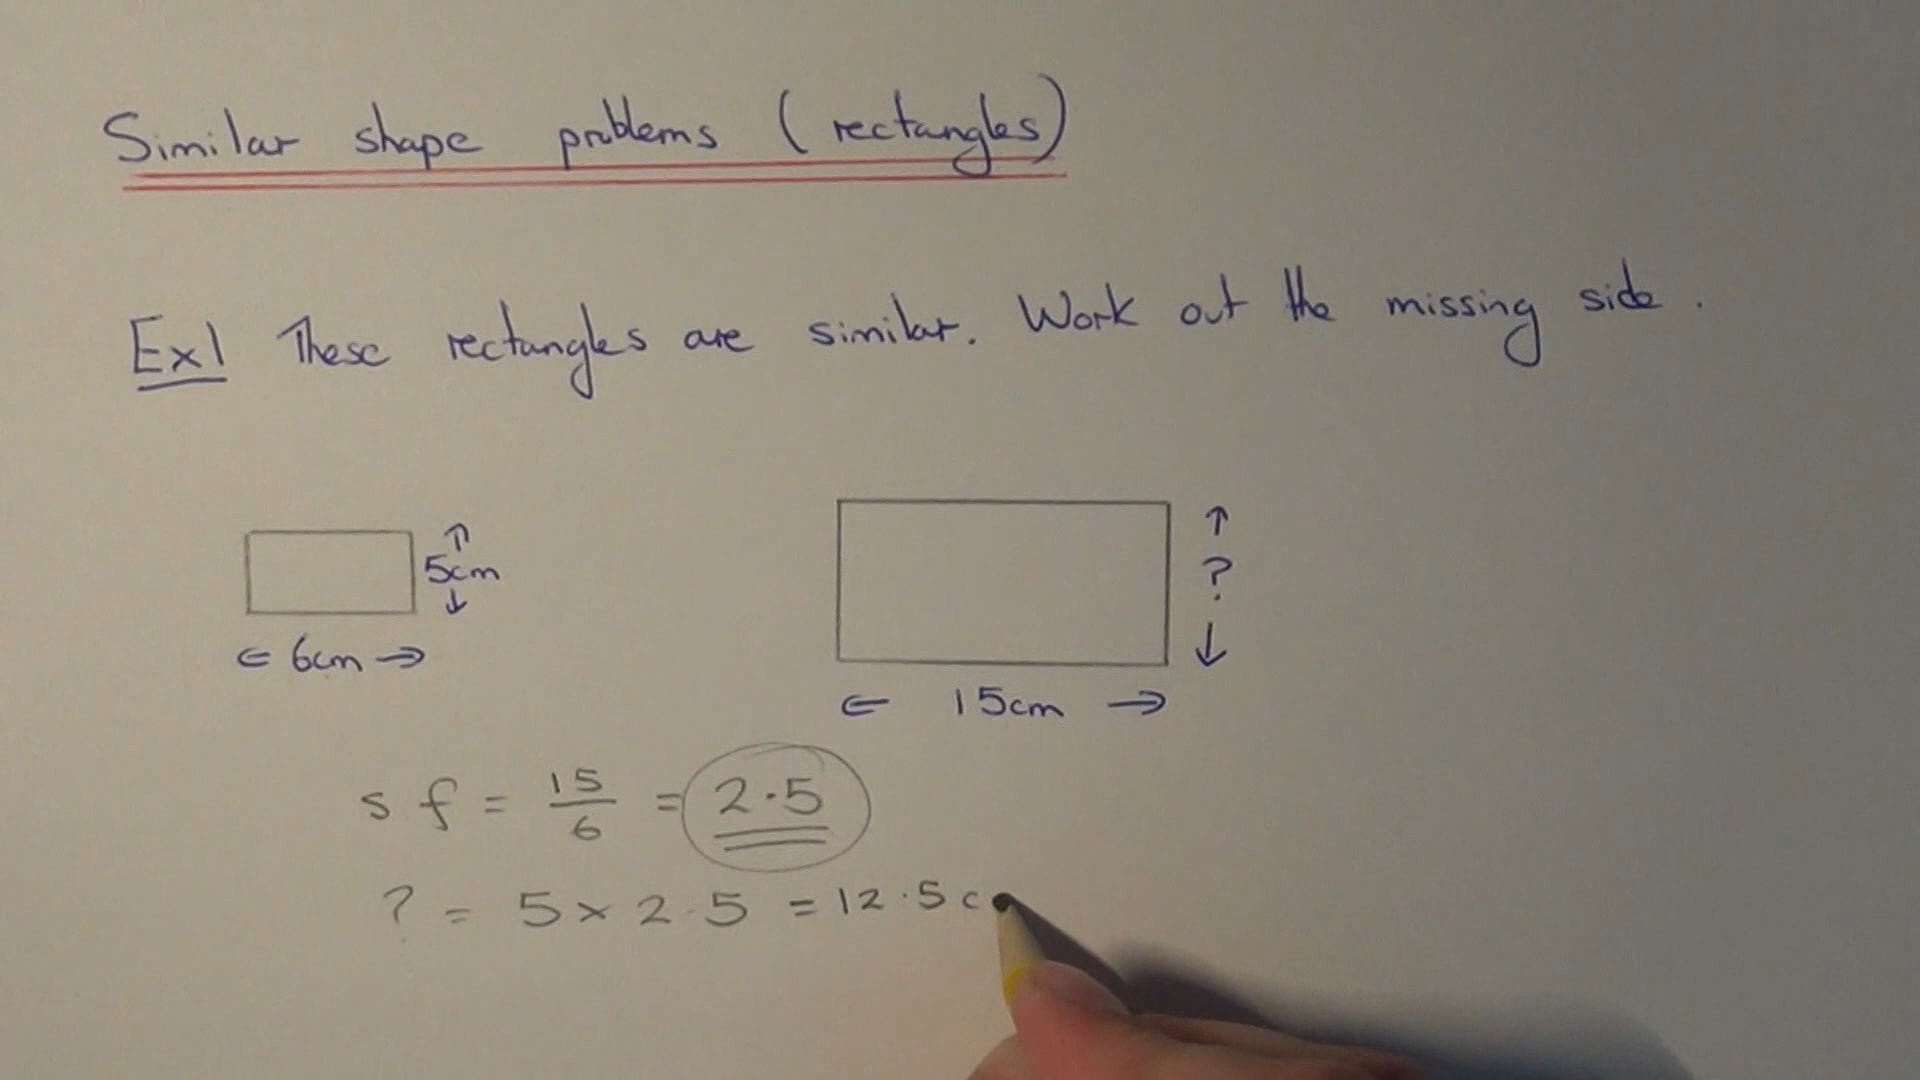 Similar shape problems (rectangles)
Ex1 These rectangles are similar. Work out the missing side.
↑
5cm
↓
← 6cm →
↑
?
↓
← 15cm →
sf = 15/6 = 2.5
? = 5 × 2.5 = 12.5 c